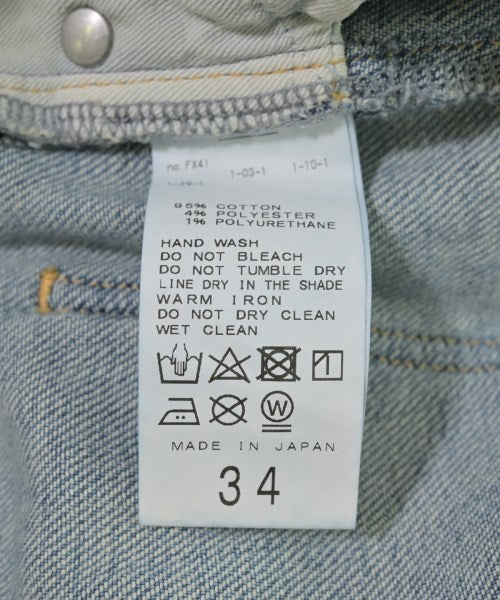 no. FX41 1-03-1 1-10-1
1-29-1
95% COTTON
4% POLYESTER
1% POLYURETHANE
HAND WASH
DO NOT BLEACH
DO NOT TUMBLE DRY
LINE DRY IN THE SHADE
WARM IRON
DO NOT DRY CLEAN
WET CLEAN
W
MADE IN JAPAN
34